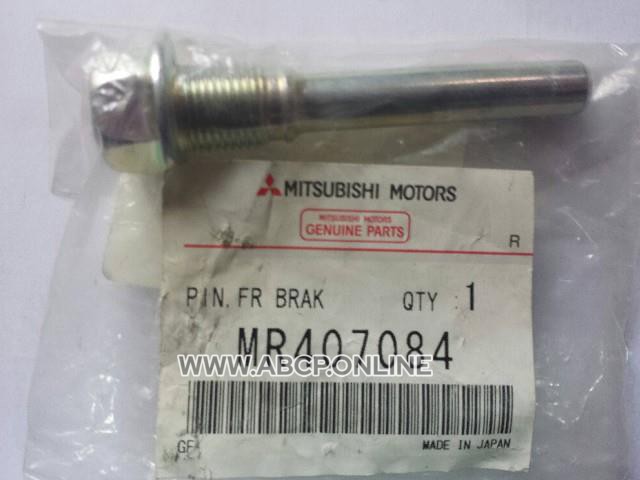 MITSUBISHI MOTORS
MITSUBISHI MOTORS
GENUINE PARTS
R
PIN, FR BRAK QTY : 1
MR407084
WWW.ABCP.ONLINE
MADE IN JAPAN